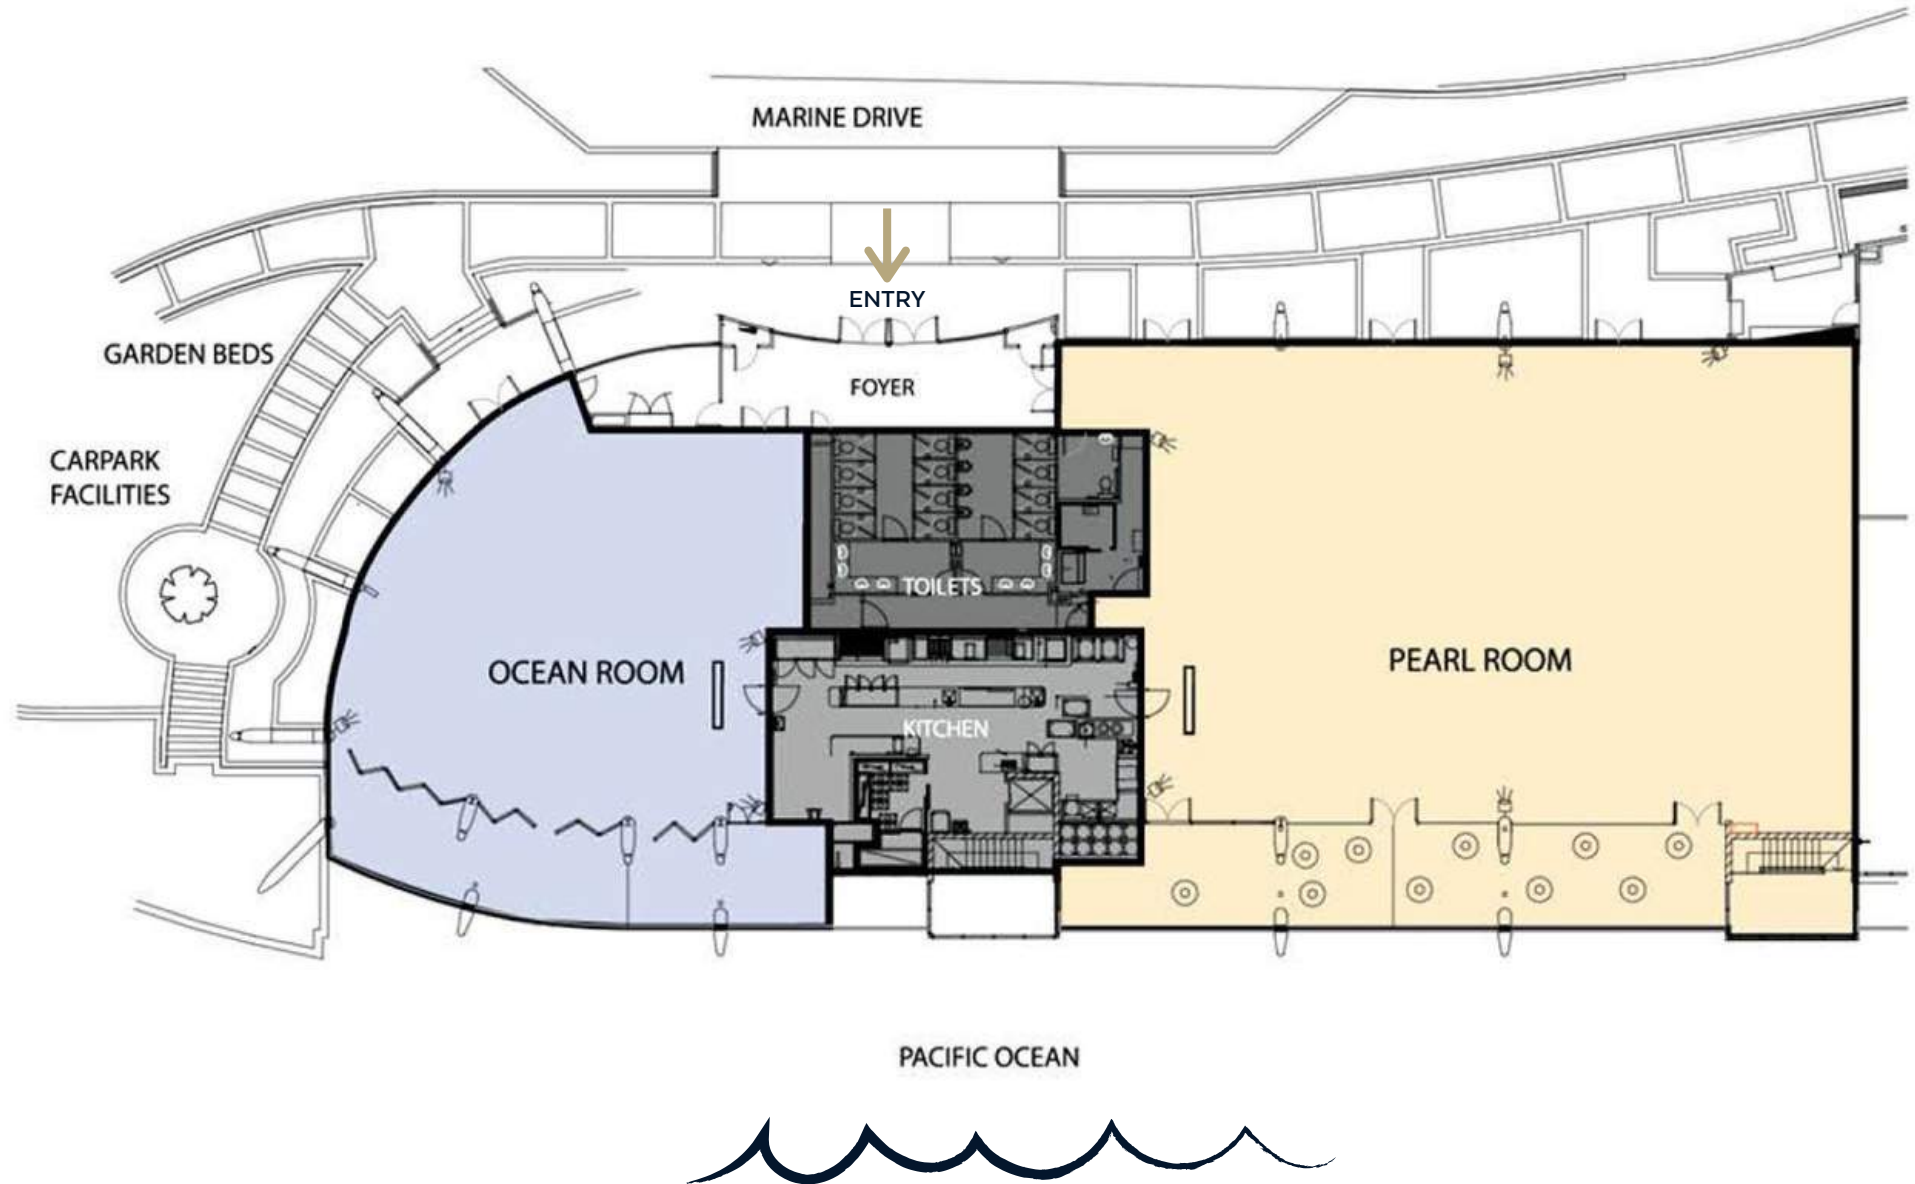 MARINE DRIVE
ENTRY
GARDEN BEDS
FOYER
CARPARK
FACILITIES
TOILETS
OCEAN ROOM
PEARL ROOM
KITCHEN
PACIFIC OCEAN